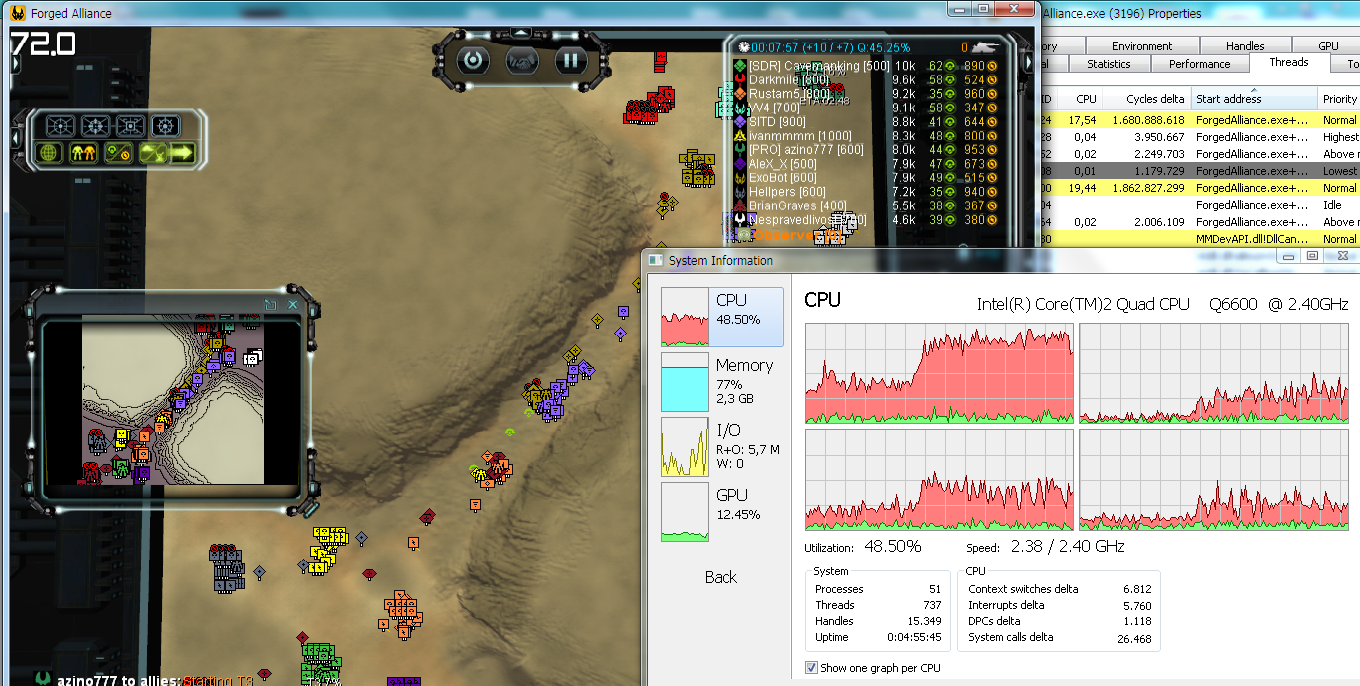 Forged Alliance
72.0
00:07:57 (+10 / +7) Q:45.25% 0
[SDR] Cavemanking [500] 10k 62 890
Darkmile [800] 9.6k 58 524
Rustam5 [800] 9.2k 35 960
VV4 [700] 9.1k 58 347
SITD [900] 8.8k 41 644
ivanmmmm [1000] 8.3k 48 800
[PRO] azino777 [600] 8.0k 44 953
AleX_X [500] 7.9k 47 673
ExoBot [600] 7.9k 49 515
Hellpers [600] 7.2k 35 940
BrianGraves [400] 5.5k 38 367
4.6k 39 380
azino777 to allies: Starting T3
Alliance.exe (3196) Properties
Environment Handles GPU
Statistics Performance Threads
CPU Cycles delta Start address Priority
17,54 1.680.888.618 ForgedAlliance.exe+... Normal
0,04 3.950.667 ForgedAlliance.exe+... Highest
0,02 2.249.703 ForgedAlliance.exe+...
0,01 1.179.729 ForgedAlliance.exe+... Lowest
19,44 1.862.827.299 ForgedAlliance.exe+... Normal
ForgedAlliance.exe+... Idle
0,02 2.006.109 ForgedAlliance.exe+...
MMDevAPI.dll!DllCan... Normal
System Information
CPU
48.50%
Memory
77%
2,3 GB
I/O
R+O: 5,7 M
W: 0
GPU
12.45%
Back
CPU Intel(R) Core(TM)2 Quad CPU Q6600 @ 2.40GHz
Utilization: 48.50% Speed: 2.38 / 2.40 GHz
System
Processes 51
Threads 737
Handles 15.349
Uptime 0:04:55:45
CPU
Context switches delta 6.812
Interrupts delta 5.760
DPCs delta 1.118
System calls delta 26.468
Show one graph per CPU